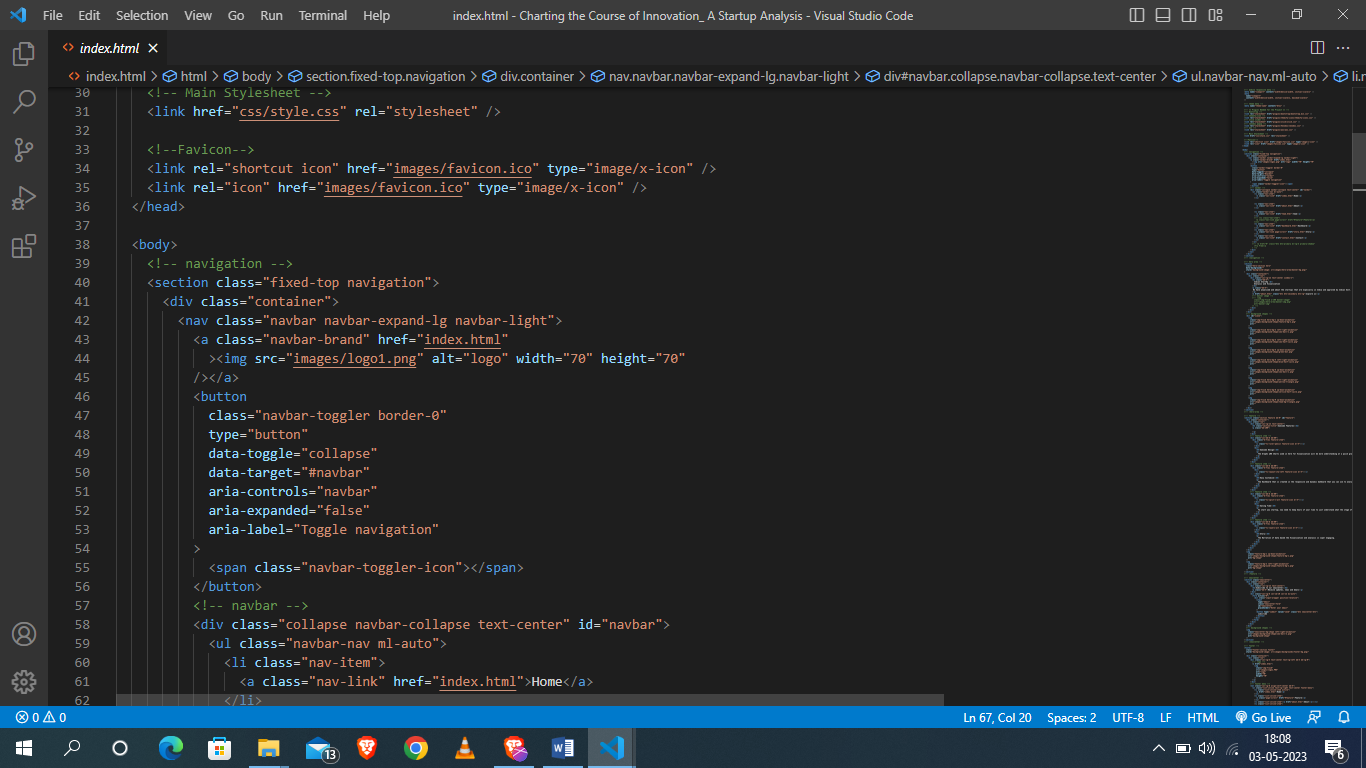 File Edit Selection View Go Run Terminal Help index.html - Charting the Course of Innovation_ A Startup Analysis - Visual Studio Code
<> index.html ×
<> index.html > html > body > section.fixed-top.navigation > div.container > nav.navbar.navbar-expand-lg.navbar-light > div#navbar.collapse.navbar-collapse.text-center > ul.navbar-nav.ml-auto > li.n
30 <!-- Main Stylesheet -->
31 <link href="css/style.css" rel="stylesheet" />
32
33 <!--Favicon-->
34 <link rel="shortcut icon" href="images/favicon.ico" type="image/x-icon" />
35 <link rel="icon" href="images/favicon.ico" type="image/x-icon" />
36 </head>
37
38 <body>
39 <!-- navigation -->
40 <section class="fixed-top navigation">
41 <div class="container">
42 <nav class="navbar navbar-expand-lg navbar-light">
43 <a class="navbar-brand" href="index.html"
44 ><img src="images/logo1.png" alt="logo" width="70" height="70"
45 /></a>
46 <button
47 class="navbar-toggler border-0"
48 type="button"
49 data-toggle="collapse"
50 data-target="#navbar"
51 aria-controls="navbar"
52 aria-expanded="false"
53 aria-label="Toggle navigation"
54 >
55 <span class="navbar-toggler-icon"></span>
56 </button>
57 <!-- navbar -->
58 <div class="collapse navbar-collapse text-center" id="navbar">
59 <ul class="navbar-nav ml-auto">
60 <li class="nav-item">
61 <a class="nav-link" href="index.html">Home</a>
62 </li>
0 0 Ln 67, Col 20 Spaces: 2 UTF-8 LF HTML Go Live
13 18:08
03-05-2023 6